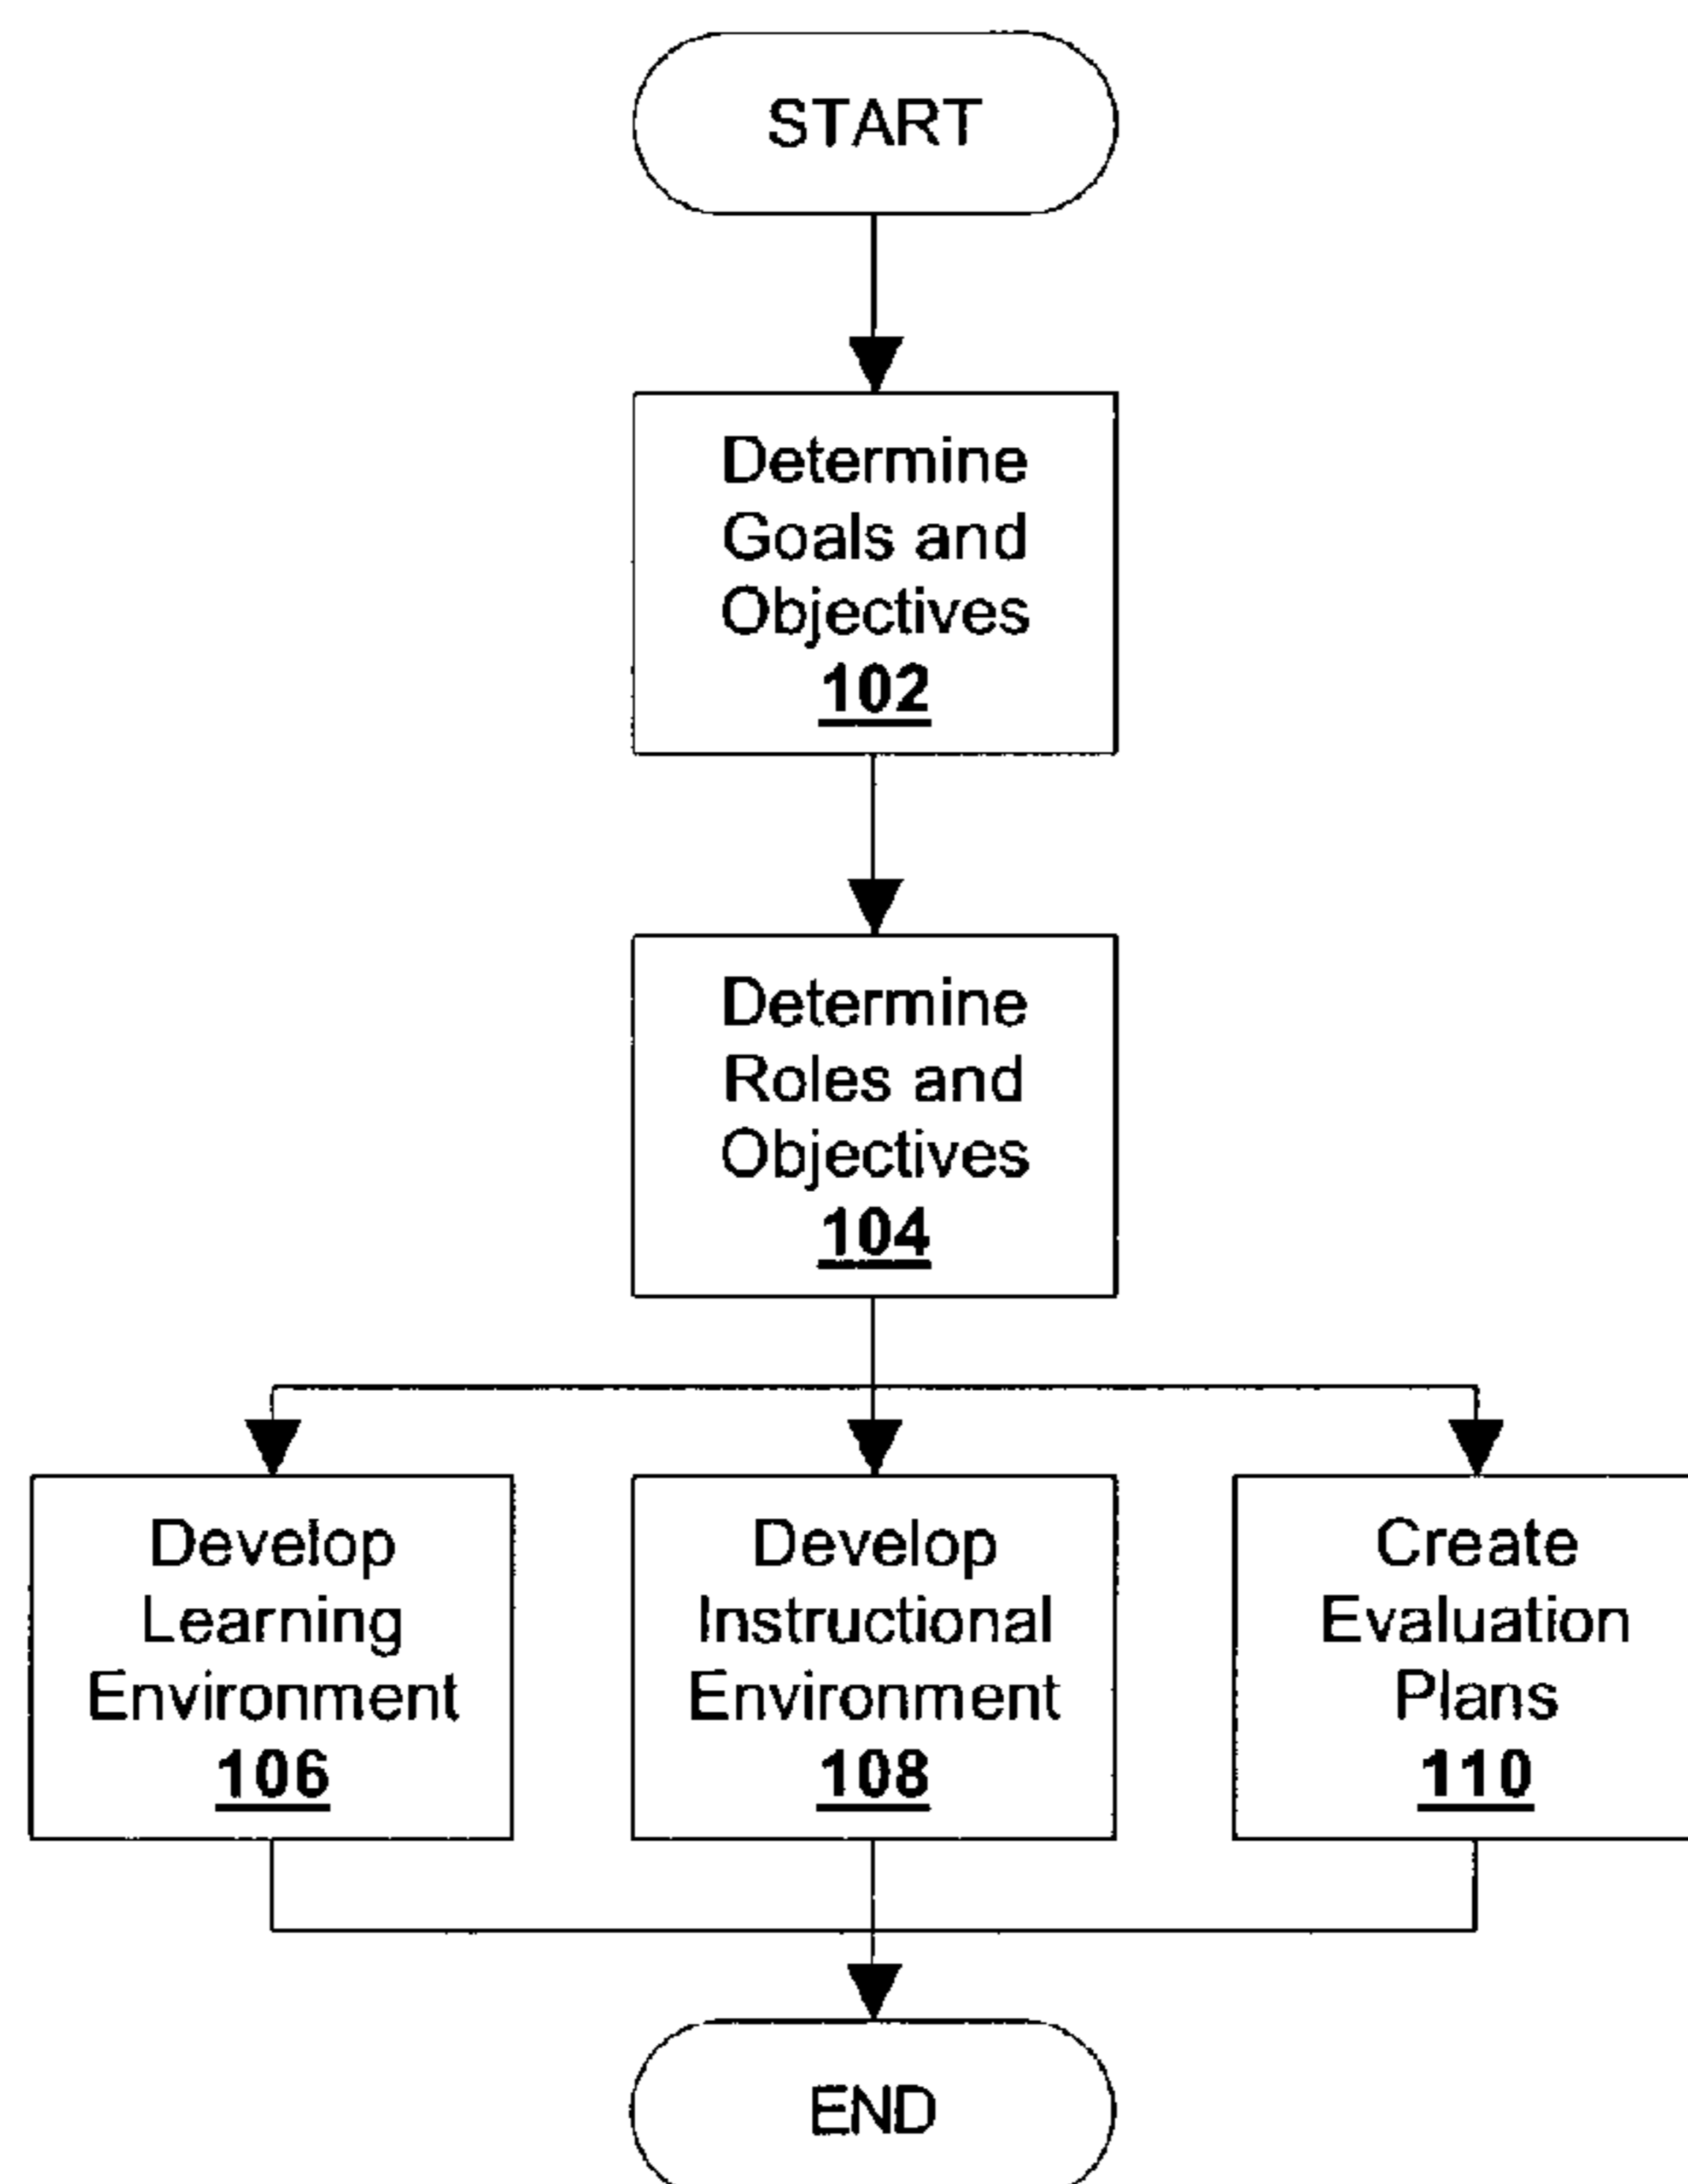 START
Determine
Goals and
Objectives
102
Determine
Roles and
Objectives
104
Develop
Learning
Environment
106
Develop
Instructional
Environment
108
Create
Evaluation
Plans
110
END